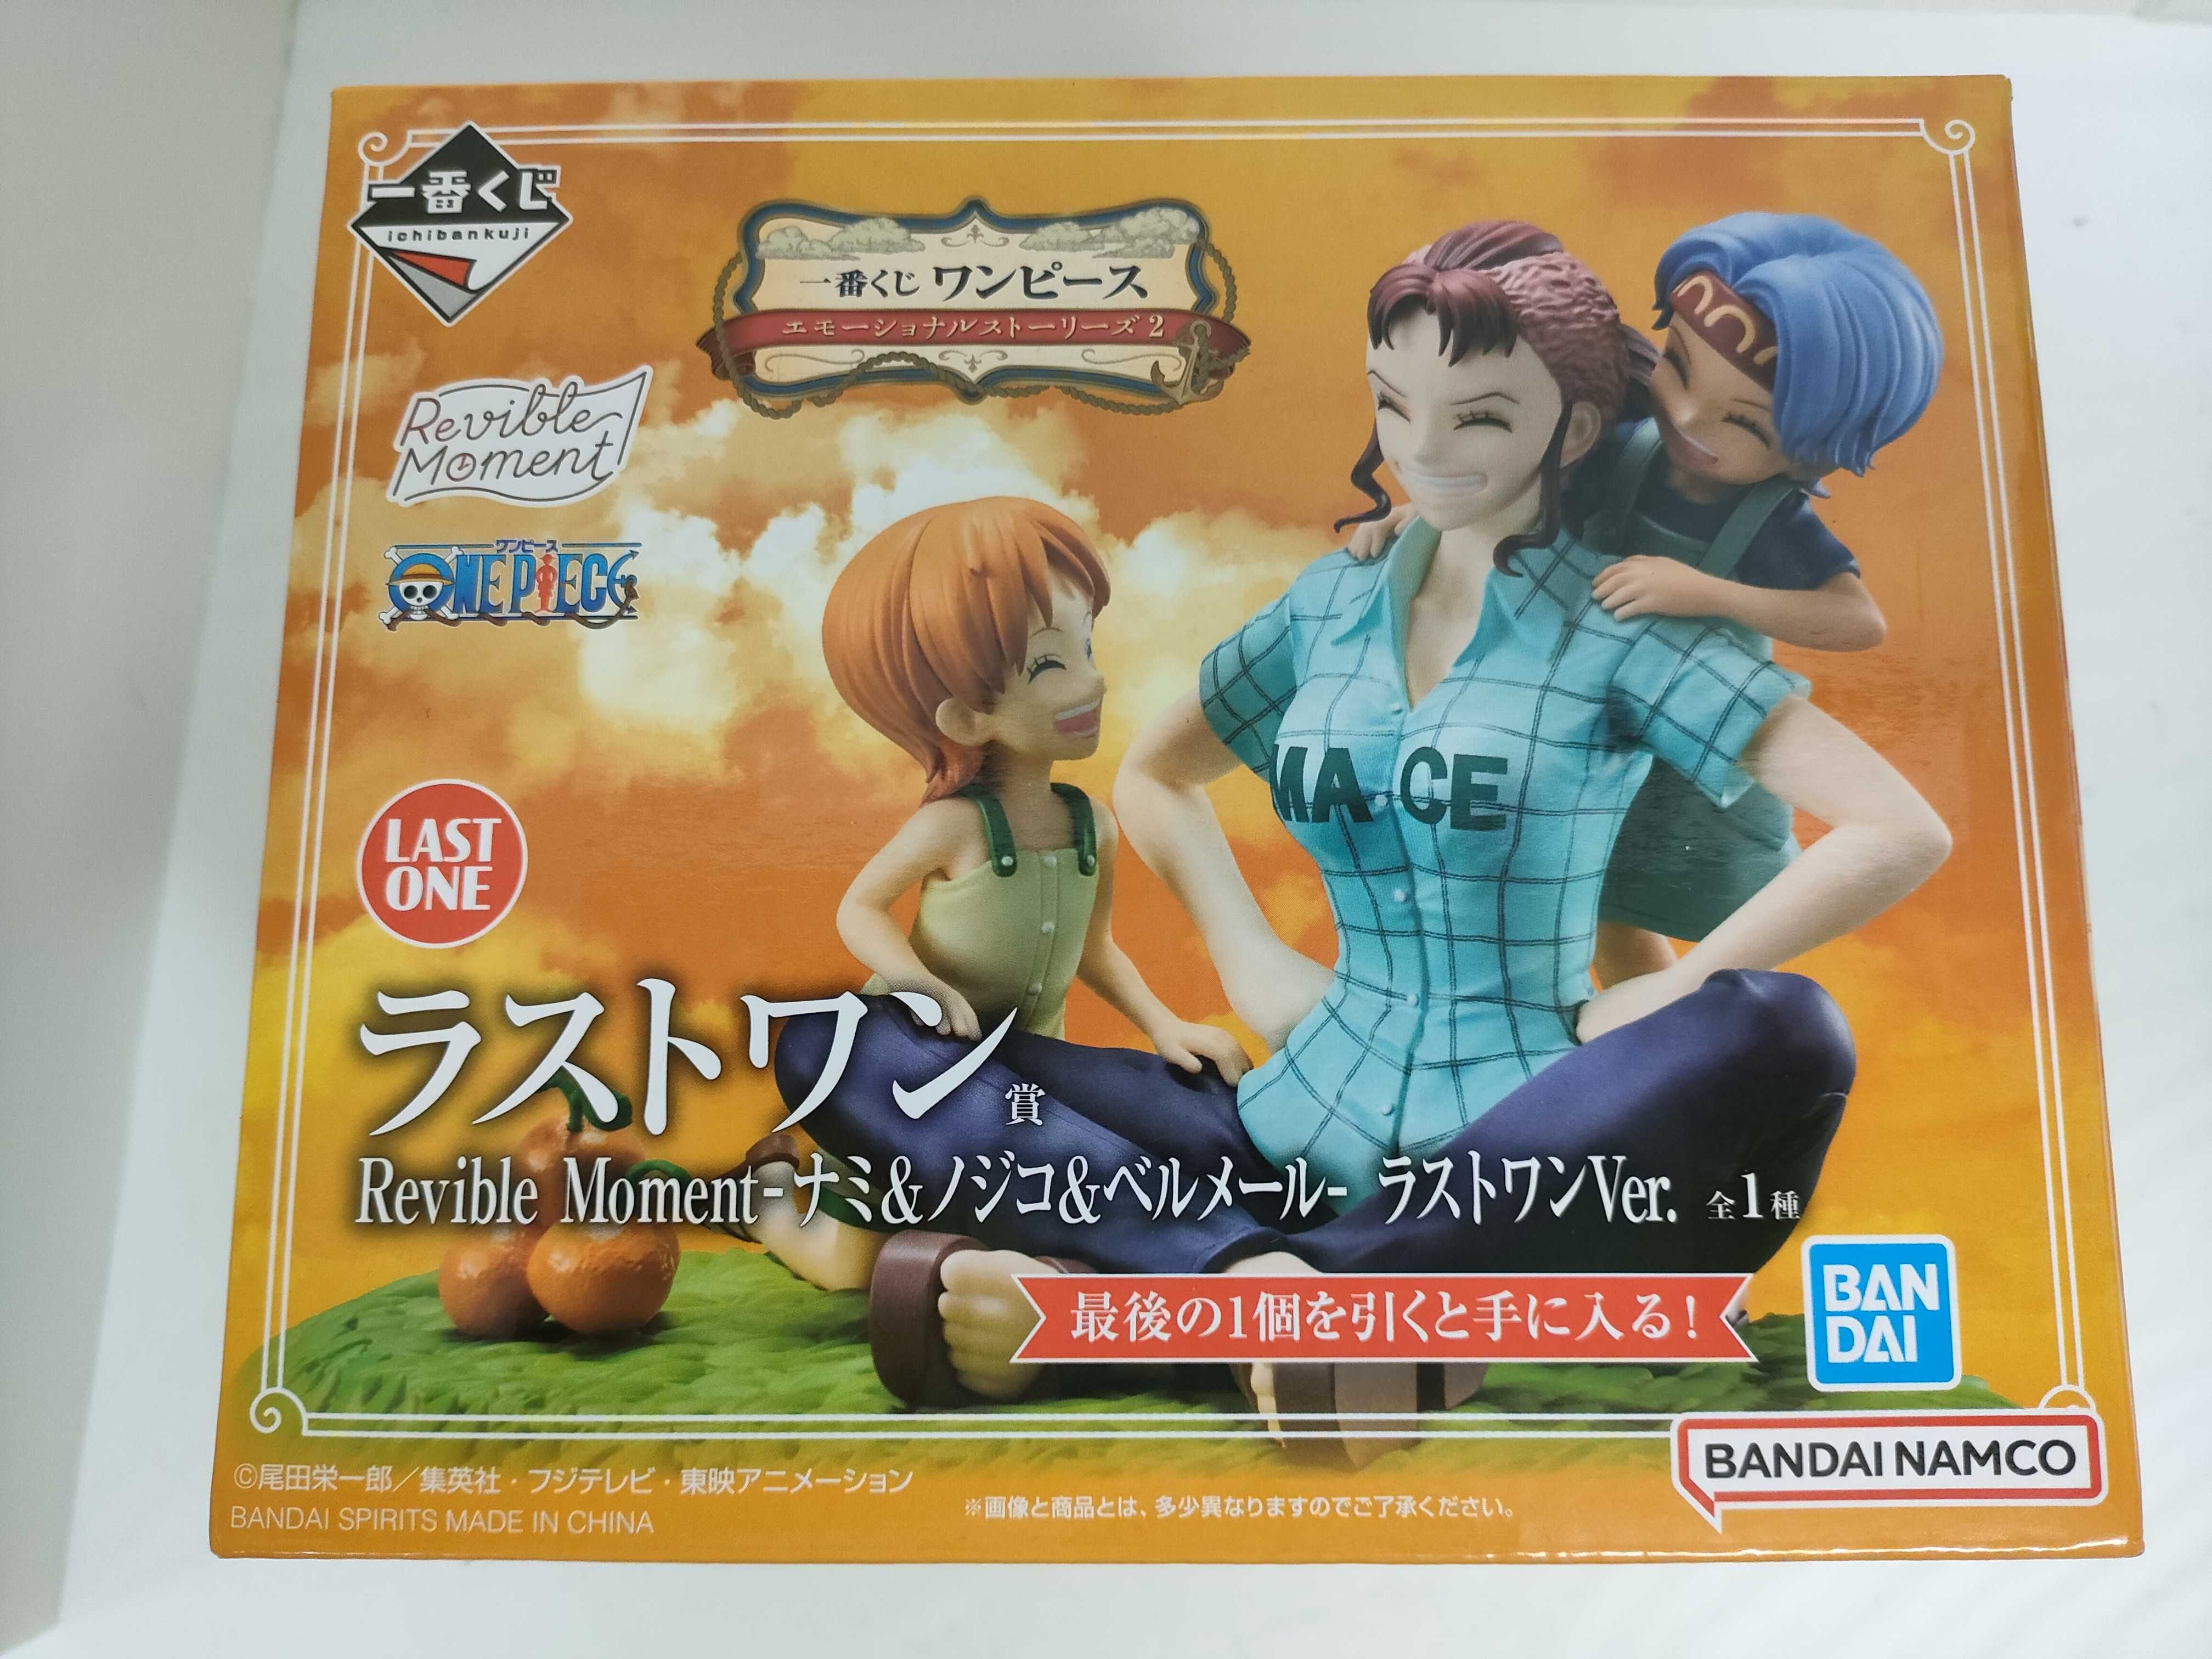 一番くじ
ichibankuji
一番くじ ワンピース
エモーショナルストーリーズ2
Revible
Moment
ワンピース
ONE PIECE
MA CE
LAST
ONE
ラストワン賞
Revible Moment-ナミ&ノジコ&ベルメール- ラストワンVer. 全1種
最後の1個を引くと手に入る!
BAN
DAI
BANDAI NAMCO
©尾田栄一郎/集英社・フジテレビ・東映アニメーション
BANDAI SPIRITS MADE IN CHINA
※画像と商品とは、多少異なりますのでご了承ください。